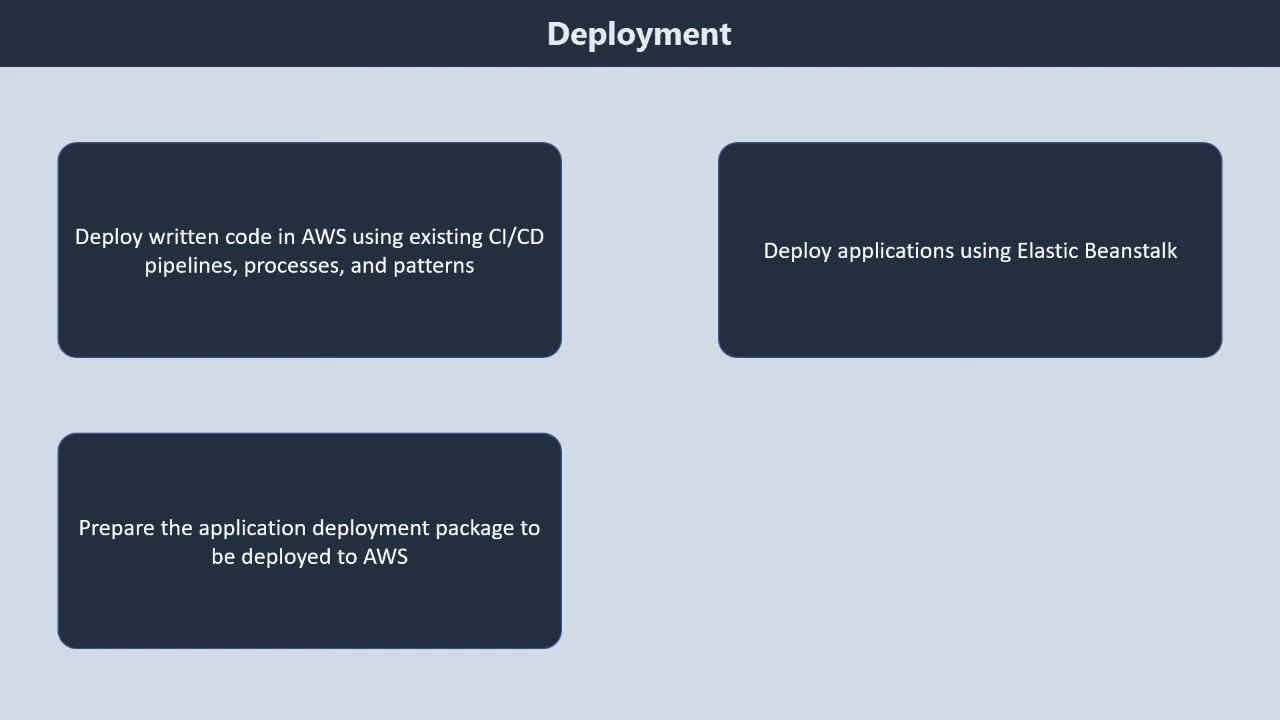 Deployment
Deploy written code in AWS using existing CI/CD
pipelines, processes, and patterns
Deploy applications using Elastic Beanstalk
Prepare the application deployment package to
be deployed to AWS